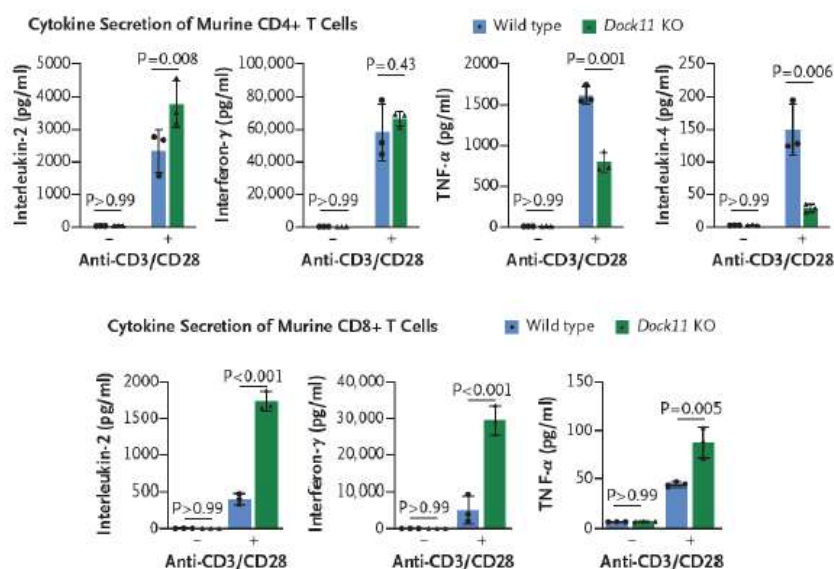 Cytokine Secretion of Murine CD4+ T Cells
Wild type
Dock11 KO
Interleukin-2 (pg/ml)
5000
4000
3000
2000
1000
0
P=0.008
P>0.99
−
+
Anti-CD3/CD28
Interferon-γ (pg/ml)
80,000
60,000
40,000
20,000
0
P=0.43
P>0.99
−
+
Anti-CD3/CD28
TNF-α (pg/ml)
2000
1500
1000
500
0
P=0.001
P>0.99
−
+
Anti-CD3/CD28
Interleukin-4 (pg/ml)
250
200
150
100
50
0
P=0.006
P>0.99
−
+
Anti-CD3/CD28
Cytokine Secretion of Murine CD8+ T Cells
Wild type
Dock11 KO
Interleukin-2 (pg/ml)
2000
1500
1000
500
0
P<0.001
P>0.99
−
+
Anti-CD3/CD28
Interferon-γ (pg/ml)
40,000
30,000
20,000
10,000
0
P<0.001
P>0.99
−
+
Anti-CD3/CD28
TNF-α (pg/ml)
150
100
50
0
P=0.005
P>0.99
−
+
Anti-CD3/CD28